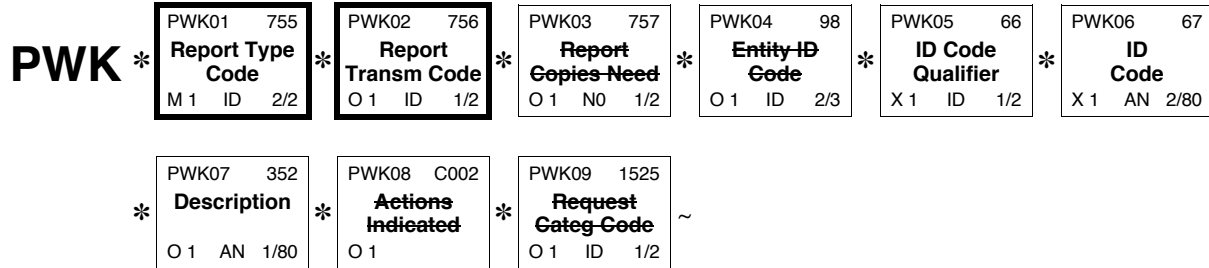 PWK * PWK01 755 * PWK02 756 * PWK03 757 * PWK04 98 * PWK05 66 * PWK06 67
Report Type Report Report Entity ID ID Code ID
Code Transm Code Copies Need Code Qualifier Code
M 1 ID 2/2 O 1 ID 1/2 O 1 N0 1/2 O 1 ID 2/3 X 1 ID 1/2 X 1 AN 2/80
* PWK07 352 * PWK08 C002 * PWK09 1525 ~
Description Actions Request
Indicated Categ Code
O 1 AN 1/80 O 1 O 1 ID 1/2